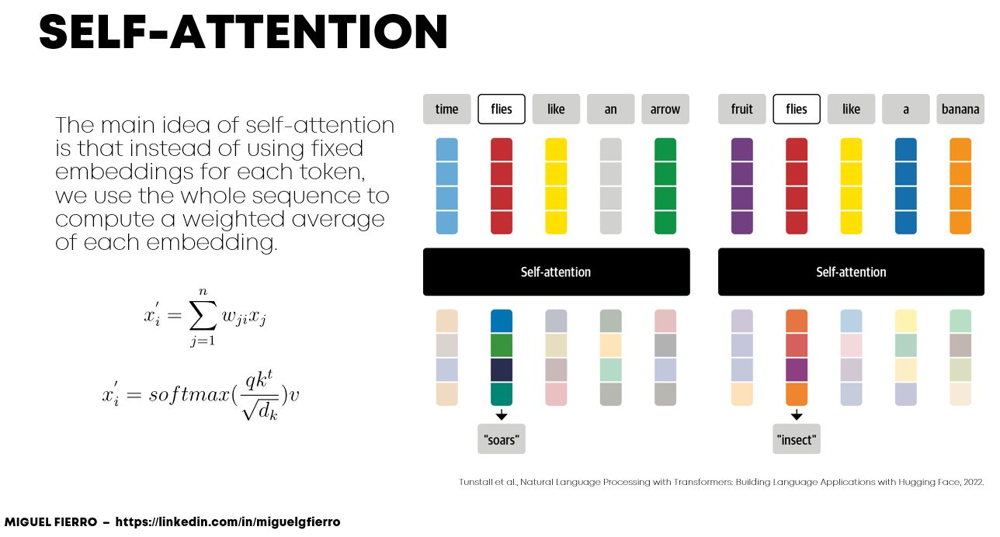 SELF-ATTENTION
The main idea of self-attention
is that instead of using fixed
embeddings for each token,
we use the whole sequence to
compute a weighted average
of each embedding.
x_i^' = \sum_{j=1}^{n} w_{ji} x_j
x_i^' = softmax(\frac{qk^t}{\sqrt{d_k}})v
time flies like an arrow
Self-attention
"soars"
fruit flies like a banana
Self-attention
"insect"
Tunstall et al., Natural Language Processing with Transformers: Building Language Applications with Hugging Face, 2022.
MIGUEL FIERRO – https://linkedin.com/in/miguelgfierro